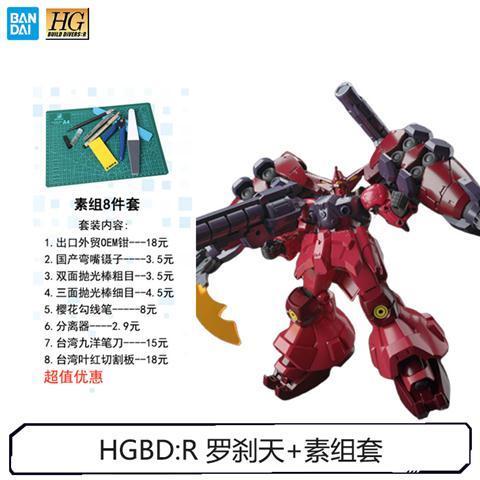 BAN
DAI
HG
BUILD DIVERS:R
A4
素组8件套
套装内容:
1. 出口外贸OEM钳---18元
2. 国产弯嘴镊子----3.5元
3. 双面抛光棒粗目--3.5元
4. 三面抛光棒细目--4.5元
5. 樱花勾线笔-----8元
6. 分离器----2.9元
7. 台湾九洋笔刀----15元
8. 台湾叶红切割板--18元
超值优惠
HGBD:R 罗刹天+素组套